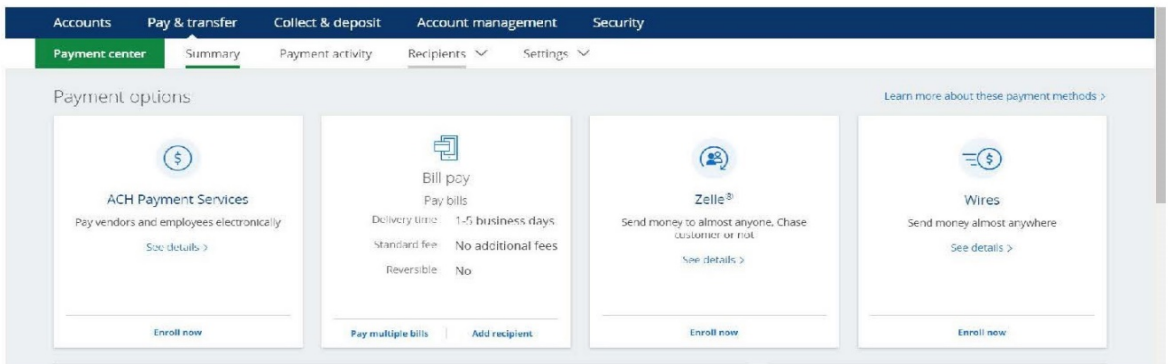 Accounts Pay & transfer Collect & deposit Account management Security
Payment center Summary Payment activity Recipients Settings
Payment options
Learn more about these payment methods >
ACH Payment Services
Pay vendors and employees electronically
See details >
Enroll now
Bill pay
Pay bills
Delivery time 1-5 business days
Standard fee No additional fees
Reversible No
Pay multiple bills Add recipient
Zelle®
Send money to almost anyone, Chase
customer or not
See details >
Enroll now
Wires
Send money almost anywhere
See details >
Enroll now